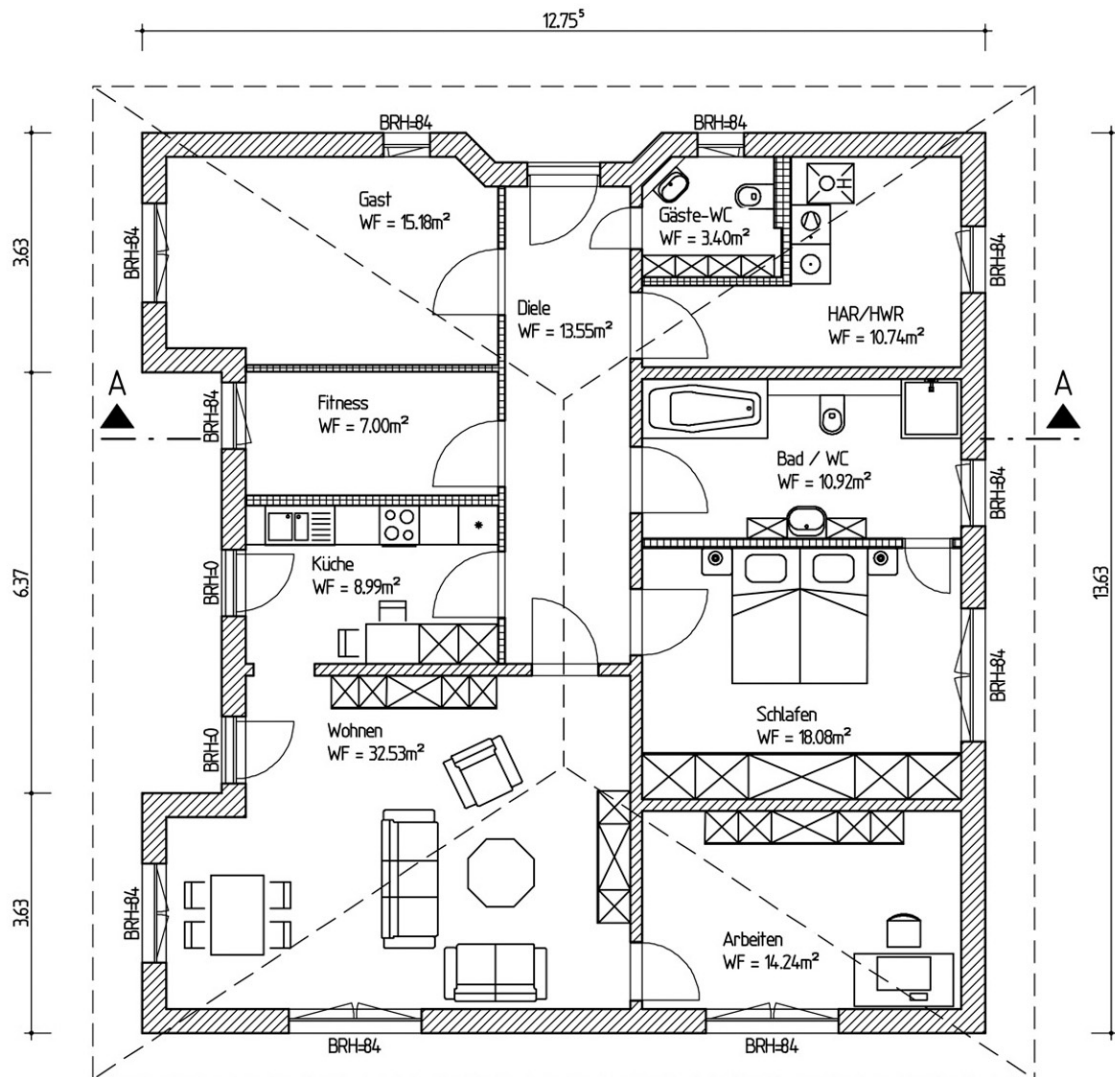 12.75⁵
BRH=84
BRH=84
Gast
WF = 15.18m²
Gäste-WC
WF = 3.40m²
H
3.63
BRH=84
BRH=84
Diele
WF = 13.55m²
HAR/HWR
WF = 10.74m²
A
A
Fitness
WF = 7.00m²
BRH=84
Bad / WC
WF = 10.92m²
BRH=84
Küche
WF = 8.99m²
BRH=0
6.37
13.63
BRH=84
Schlafen
WF = 18.08m²
Wohnen
WF = 32.53m²
BRH=0
3.63
BRH=84
Arbeiten
WF = 14.24m²
BRH=84
BRH=84